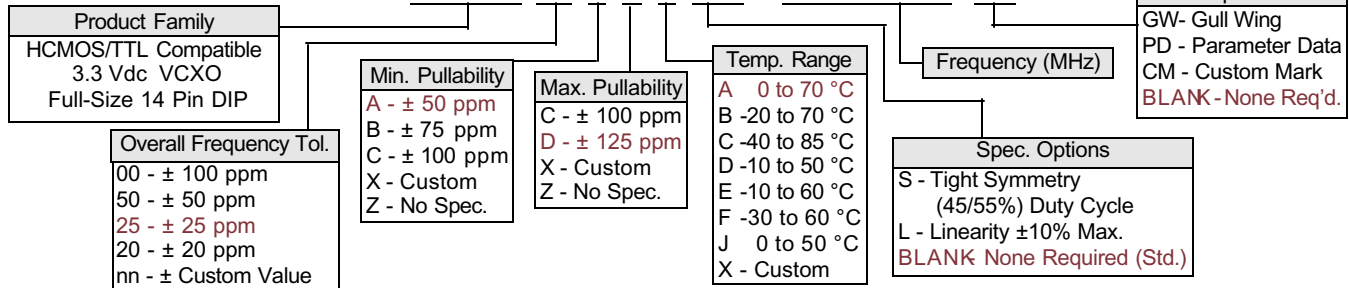 Product Family
HCMOS/TTL Compatible
3.3 Vdc VCXO
Full-Size 14 Pin DIP
Overall Frequency Tol.
00 - ± 100 ppm
50 - ± 50 ppm
25 - ± 25 ppm
20 - ± 20 ppm
nn - ± Custom Value
Min. Pullability
A - ± 50 ppm
B - ± 75 ppm
C - ± 100 ppm
X - Custom
Z - No Spec.
Max. Pullability
C - ± 100 ppm
D - ± 125 ppm
X - Custom
Z - No Spec.
Temp. Range
A 0 to 70 °C
B -20 to 70 °C
C -40 to 85 °C
D -10 to 50 °C
E -10 to 60 °C
F -30 to 60 °C
J 0 to 50 °C
X - Custom
Frequency (MHz)
Spec. Options
S - Tight Symmetry
(45/55%) Duty Cycle
L - Linearity ±10% Max.
BLANK- None Required (Std.)
GW- Gull Wing
PD - Parameter Data
CM - Custom Mark
BLANK -None Req'd.